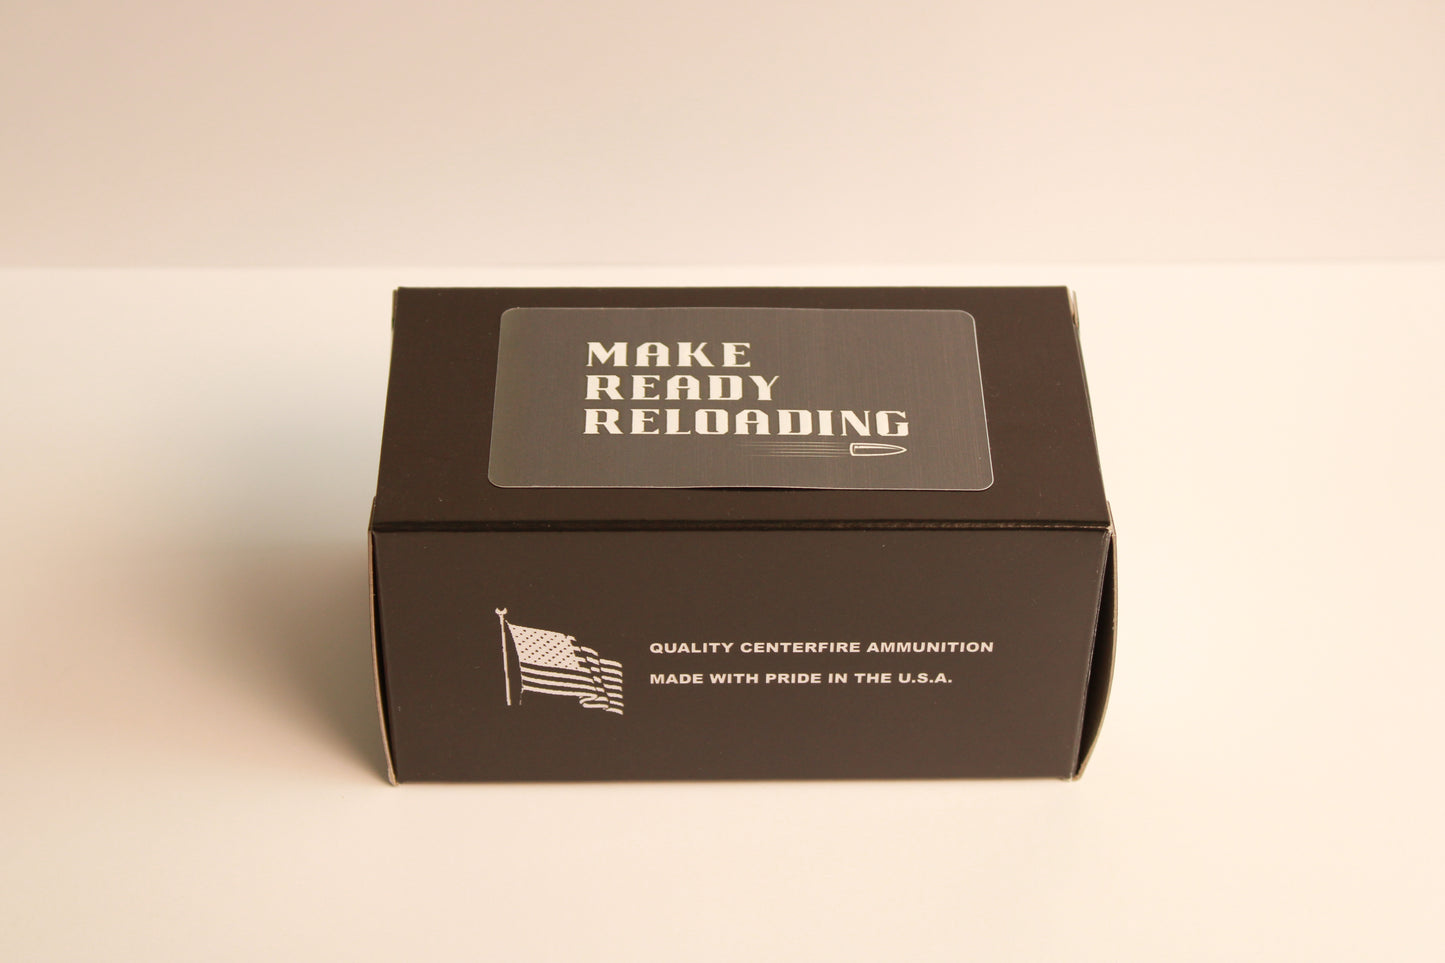 MAKE
READY
RELOADING
QUALITY CENTERFIRE AMMUNITION
MADE WITH PRIDE IN THE U.S.A.